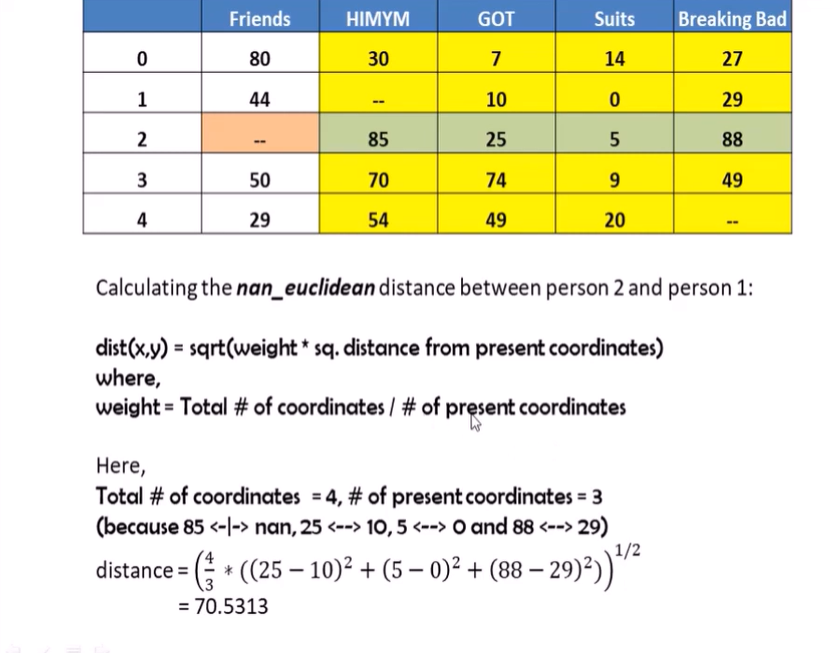 Friends HIMYM GOT Suits Breaking Bad
0 80 30 7 14 27
1 44 -- 10 0 29
2 -- 85 25 5 88
3 50 70 74 9 49
4 29 54 49 20 --
Calculating the nan_euclidean distance between person 2 and person 1:
dist(x,y) = sqrt(weight * sq. distance from present coordinates)
where,
weight = Total # of coordinates / # of present coordinates
Here,
Total # of coordinates = 4, # of present coordinates = 3
(because 85 <-|-> nan, 25 <--> 10, 5 <--> 0 and 88 <--> 29)
distance = (4/3 * ((25 − 10)² + (5 − 0)² + (88 − 29)²))^1/2
= 70.5313